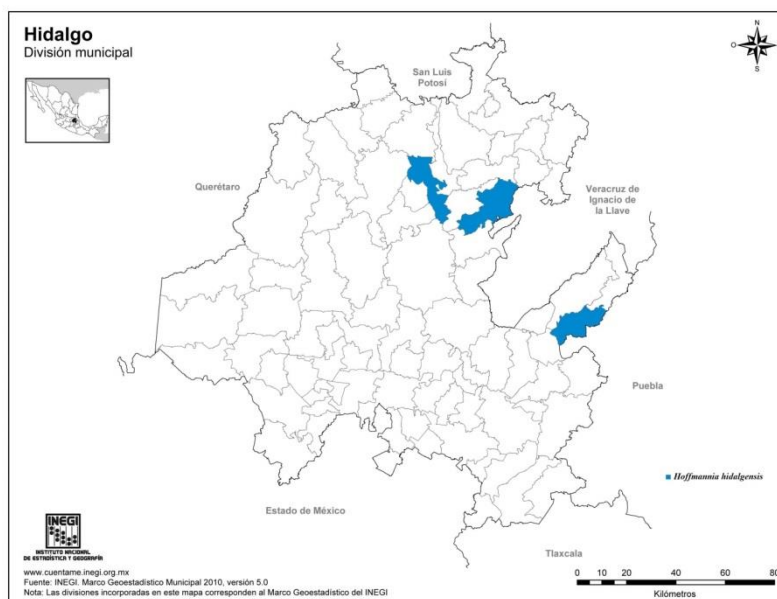 Hidalgo
División municipal
N
O
E
S
San Luis
Potosí
Querétaro
Veracruz de
Ignacio de
la Llave
Puebla
Hoffmannia hidalgensis
Estado de México
Tlaxcala
INEGI
INSTITUTO NACIONAL
DE ESTADÍSTICA Y GEOGRAFÍA
www.cuentame.inegi.org.mx
Fuente: INEGI. Marco Geoestadístico Municipal 2010, versión 5.0
Nota: Las divisiones incorporadas en este mapa corresponden al Marco Geoestadístico del INEGI
0 10 20 40 60 80
Kilómetros